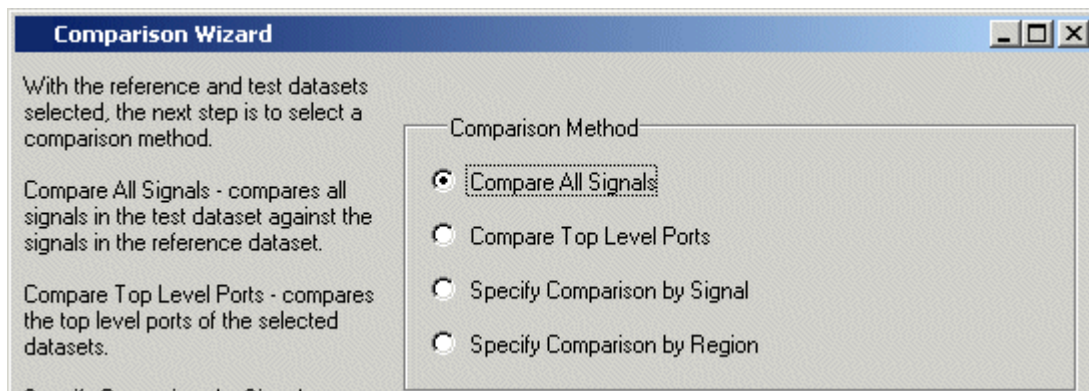 Comparison Wizard
With the reference and test datasets
selected, the next step is to select a
comparison method.
Compare All Signals - compares all
signals in the test dataset against the
signals in the reference dataset.
Compare Top Level Ports - compares
the top level ports of the selected
datasets.
Comparison Method
Compare All Signals
Compare Top Level Ports
Specify Comparison by Signal
Specify Comparison by Region